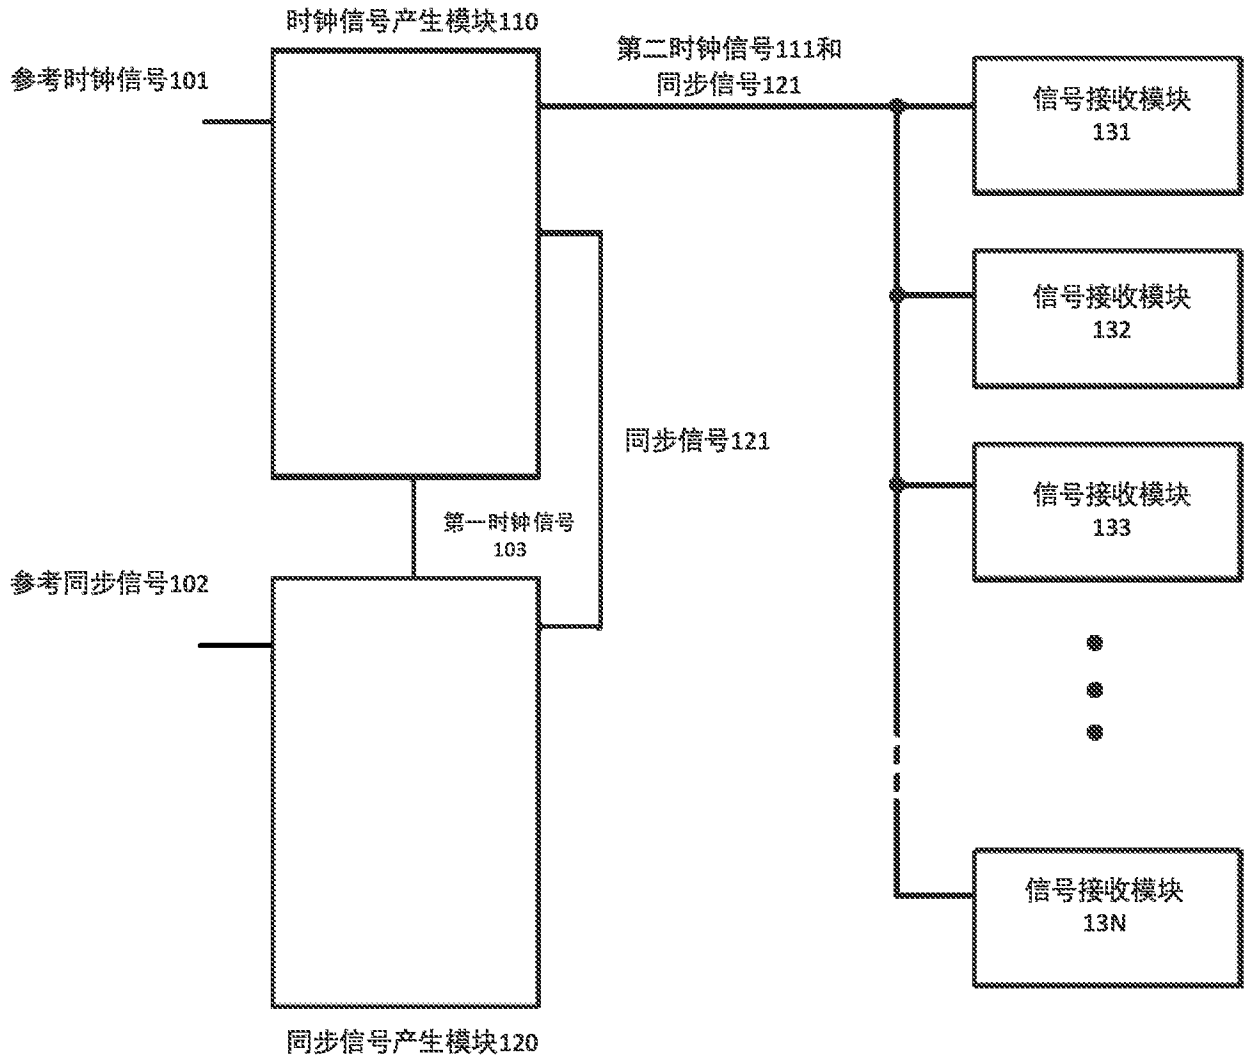 时钟信号产生模块110
参考时钟信号101
第二时钟信号111和
同步信号121
信号接收模块
131
信号接收模块
132
同步信号121
信号接收模块
133
第一时钟信号
103
参考同步信号102
信号接收模块
13N
同步信号产生模块120